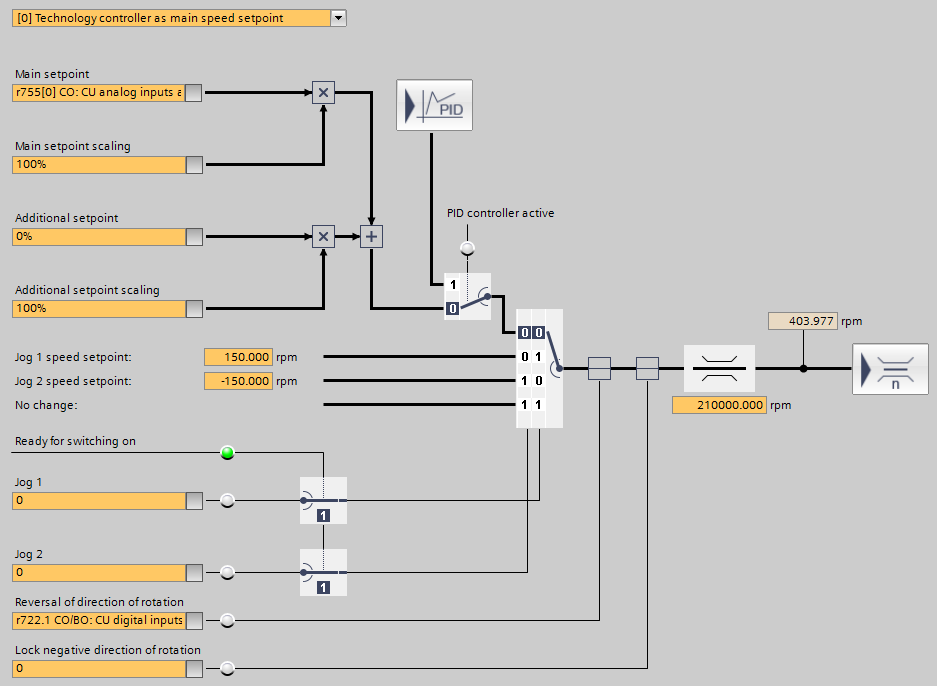 [0] Technology controller as main speed setpoint
Main setpoint
r755[0] CO: CU analog inputs a
×
PID
Main setpoint scaling
100%
Additional setpoint
PID controller active
0%
×
+
Additional setpoint scaling
1
100%
0
0 0
403.977 rpm
Jog 1 speed setpoint: 150.000 rpm
0 1
Jog 2 speed setpoint: -150.000 rpm
1 0
n
No change:
1 1
210000.000 rpm
Ready for switching on
Jog 1
0
1
Jog 2
0
1
Reversal of direction of rotation
r722.1 CO/BO: CU digital inputs
Lock negative direction of rotation
0